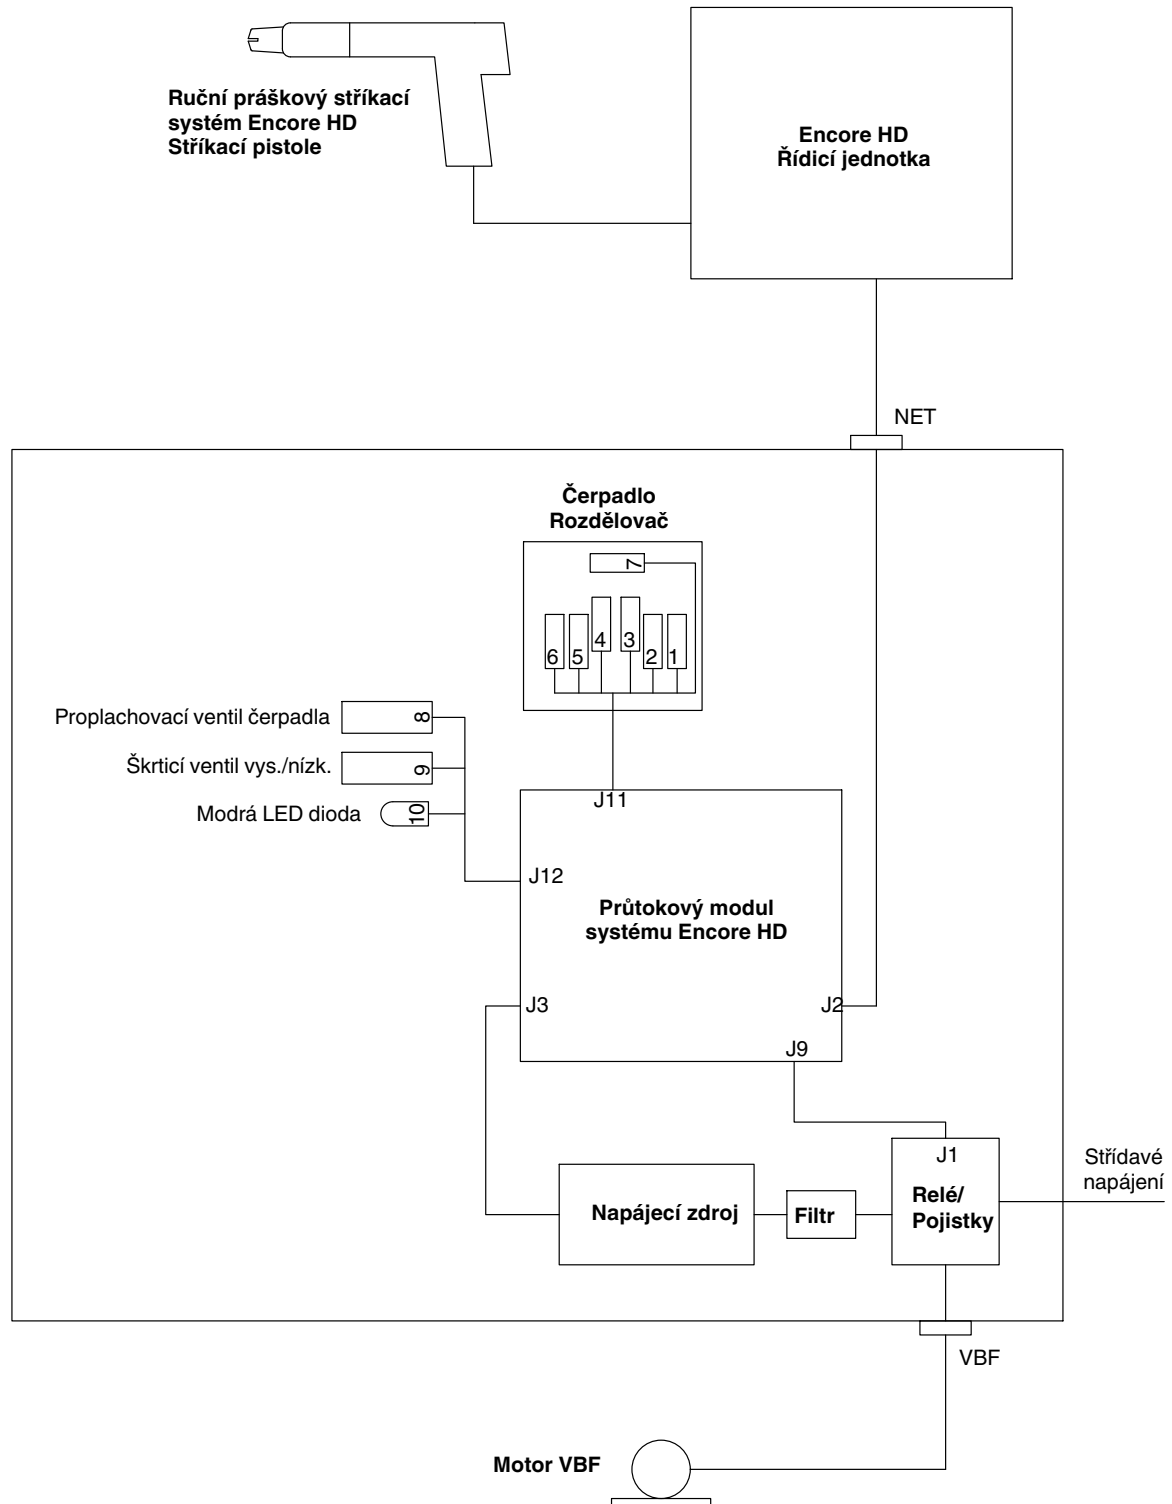 Ruční práškový stříkací
systém Encore HD
Stříkací pistole
Encore HD
Řídicí jednotka
NET
Čerpadlo
Rozdělovač
7
6
5
4
3
2
1
Proplachovací ventil čerpadla
8
Škrticí ventil vys./nízk.
9
Modrá LED dioda
10
J11
J12
Průtokový modul
systému Encore HD
J3
J2
J9
J1
Relé/
Pojistky
Střídavé
napájení
Napájecí zdroj
Filtr
VBF
Motor VBF